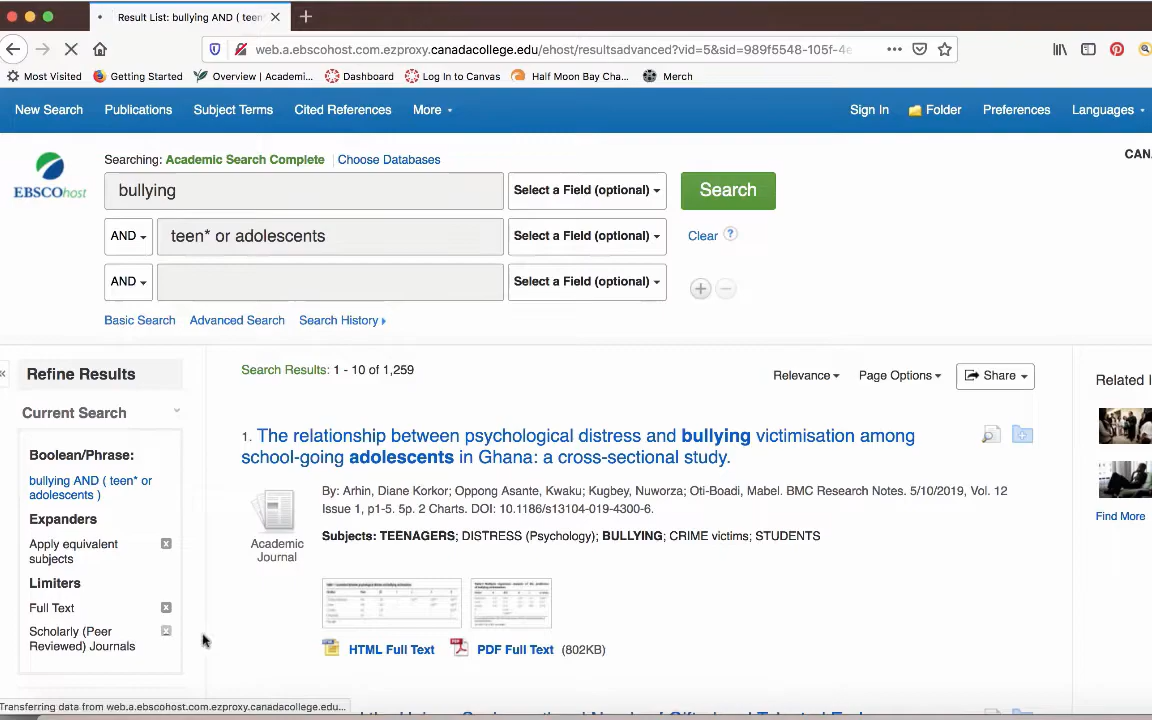 Result List: bullying AND ( teen
web.a.ebscohost.com.ezproxy.canadacollege.edu/ehost/resultsadvanced?vid=5&sid=989f5548-105f-4e
Most Visited Getting Started Overview | Academi... Dashboard Log In to Canvas Half Moon Bay Cha... Merch
New Search Publications Subject Terms Cited References More Sign In Folder Preferences Languages
Searching: Academic Search Complete Choose Databases CAN
EBSCOhost
bullying Select a Field (optional) Search
AND teen* or adolescents Select a Field (optional) Clear ?
AND Select a Field (optional)
Basic Search Advanced Search Search History
Refine Results
Current Search
Boolean/Phrase:
bullying AND ( teen* or
adolescents )
Expanders
Apply equivalent
subjects
Limiters
Full Text
Scholarly (Peer
Reviewed) Journals
Search Results: 1 - 10 of 1,259 Relevance Page Options Share
1. The relationship between psychological distress and bullying victimisation among
school-going adolescents in Ghana: a cross-sectional study.
By: Arhin, Diane Korkor; Oppong Asante, Kwaku; Kugbey, Nuworza; Oti-Boadi, Mabel. BMC Research Notes. 5/10/2019, Vol. 12
Issue 1, p1-5. 5p. 2 Charts. DOI: 10.1186/s13104-019-4300-6.
Academic
Journal
Subjects: TEENAGERS; DISTRESS (Psychology); BULLYING; CRIME victims; STUDENTS
HTML Full Text PDF Full Text (802KB)
Related I
Find More
Transferring data from web.a.ebscohost.com.ezproxy.canadacollege.edu...